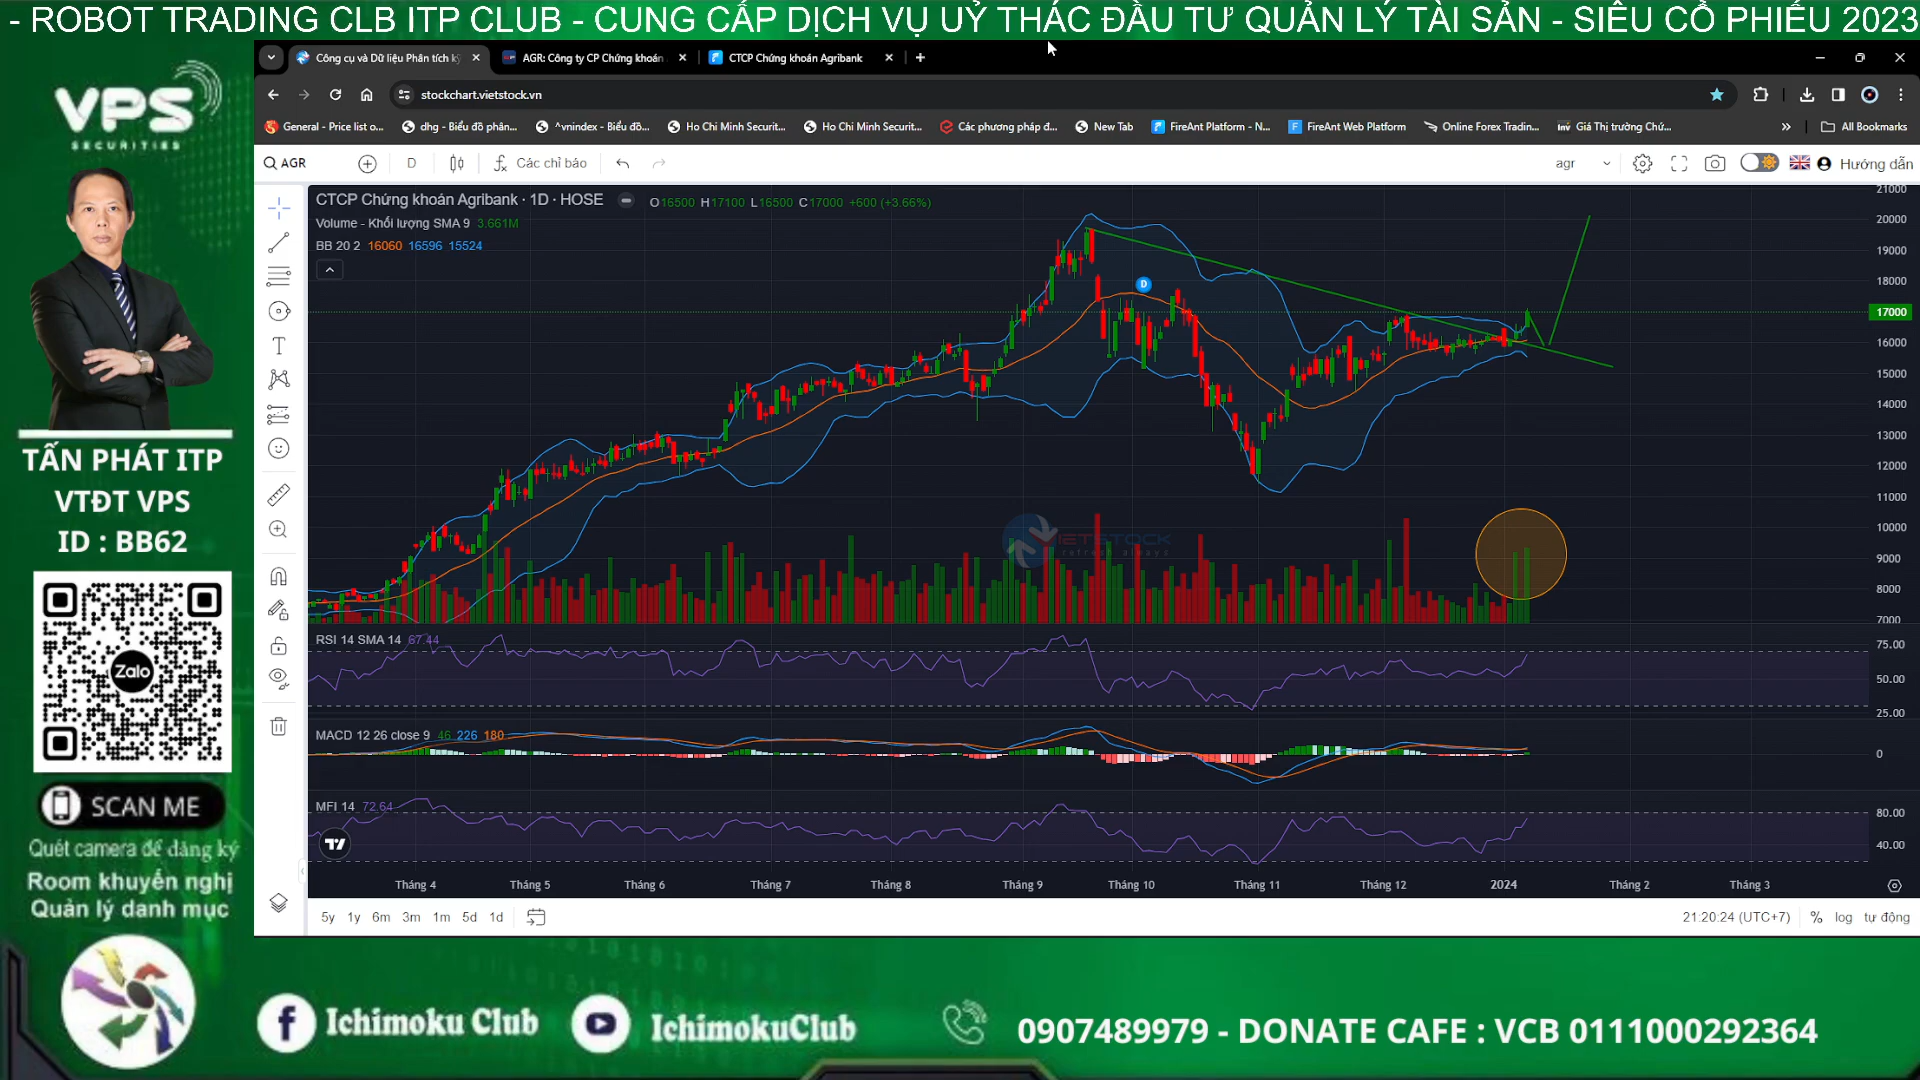 - ROBOT TRADING CLB ITP CLUB - CUNG CẤP DỊCH VỤ UỶ THÁC ĐẦU TƯ QUẢN LÝ TÀI SẢN - SIÊU CỔ PHIẾU 2023
VPS
SECURITIES
TẤN PHÁT ITP
VTĐT VPS
ID : BB62
Zalo
SCAN ME
Quét camera để đăng ký
Room khuyến nghị
Quản lý danh mục
Công cụ và Dữ liệu Phân tích kỹ
AGR: Công ty CP Chứng khoán
CTCP Chứng khoán Agribank
stockchart.vietstock.vn
General - Price list o...
dhg - Biểu đồ phân...
^vnindex - Biểu đồ...
Ho Chi Minh Securit...
Ho Chi Minh Securit...
Các phương pháp đ...
New Tab
FireAnt Platform - N...
FireAnt Web Platform
Online Forex Tradin...
Inv Giá Thị trường Chứ...
All Bookmarks
AGR
D
Các chỉ báo
agr
Hướng dẫn
CTCP Chứng khoán Agribank · 1D · HOSE
O16500 H17100 L16500 C17000 +600 (+3.66%)
Volume - Khối lượng SMA 9 3.661M
BB 20 2 16060 16596 15524
D
21000
20000
19000
18000
17000
16000
15000
14000
13000
12000
11000
10000
9000
8000
7000
VIETSTOCK
refresh always
RSI 14 SMA 14 67.44
75.00
50.00
25.00
MACD 12 26 close 9 46 226 180
0
MFI 14 72.64
80.00
40.00
Tháng 4
Tháng 5
Tháng 6
Tháng 7
Tháng 8
Tháng 9
Tháng 10
Tháng 11
Tháng 12
2024
Tháng 2
Tháng 3
5y 1y 6m 3m 1m 5d 1d
21:20:24 (UTC+7)
% log tự động
Ichimoku Club
IchimokuClub
0907489979 - DONATE CAFE : VCB 0111000292364